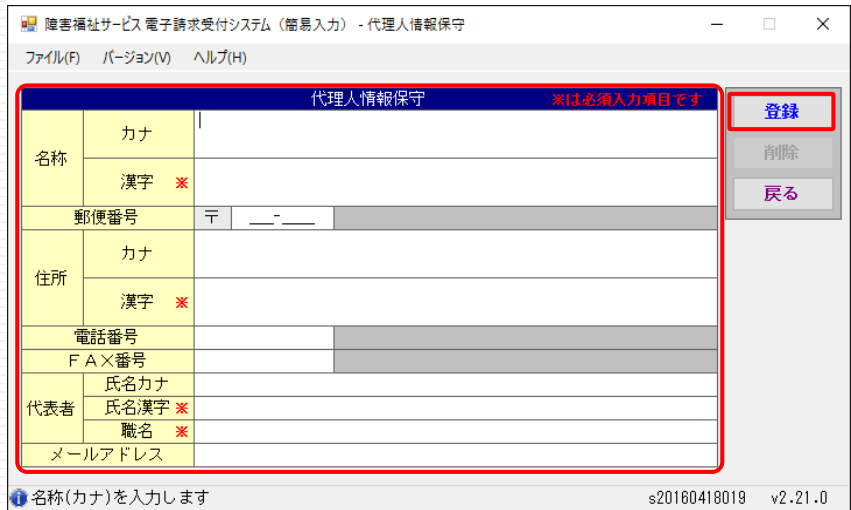 障害福祉サービス 電子請求受付システム（簡易入力） - 代理人情報保守
ファイル(F) バージョン(V) ヘルプ(H)
代理人情報保守 ※は必須入力項目です
登録
削除
戻る
名称
カナ
漢字 ※
郵便番号 〒 ___-____
住所
カナ
漢字 ※
電話番号
ＦＡＸ番号
代表者
氏名カナ
氏名漢字 ※
職名 ※
メールアドレス
名称(カナ)を入力します s20160418019 v2.21.0